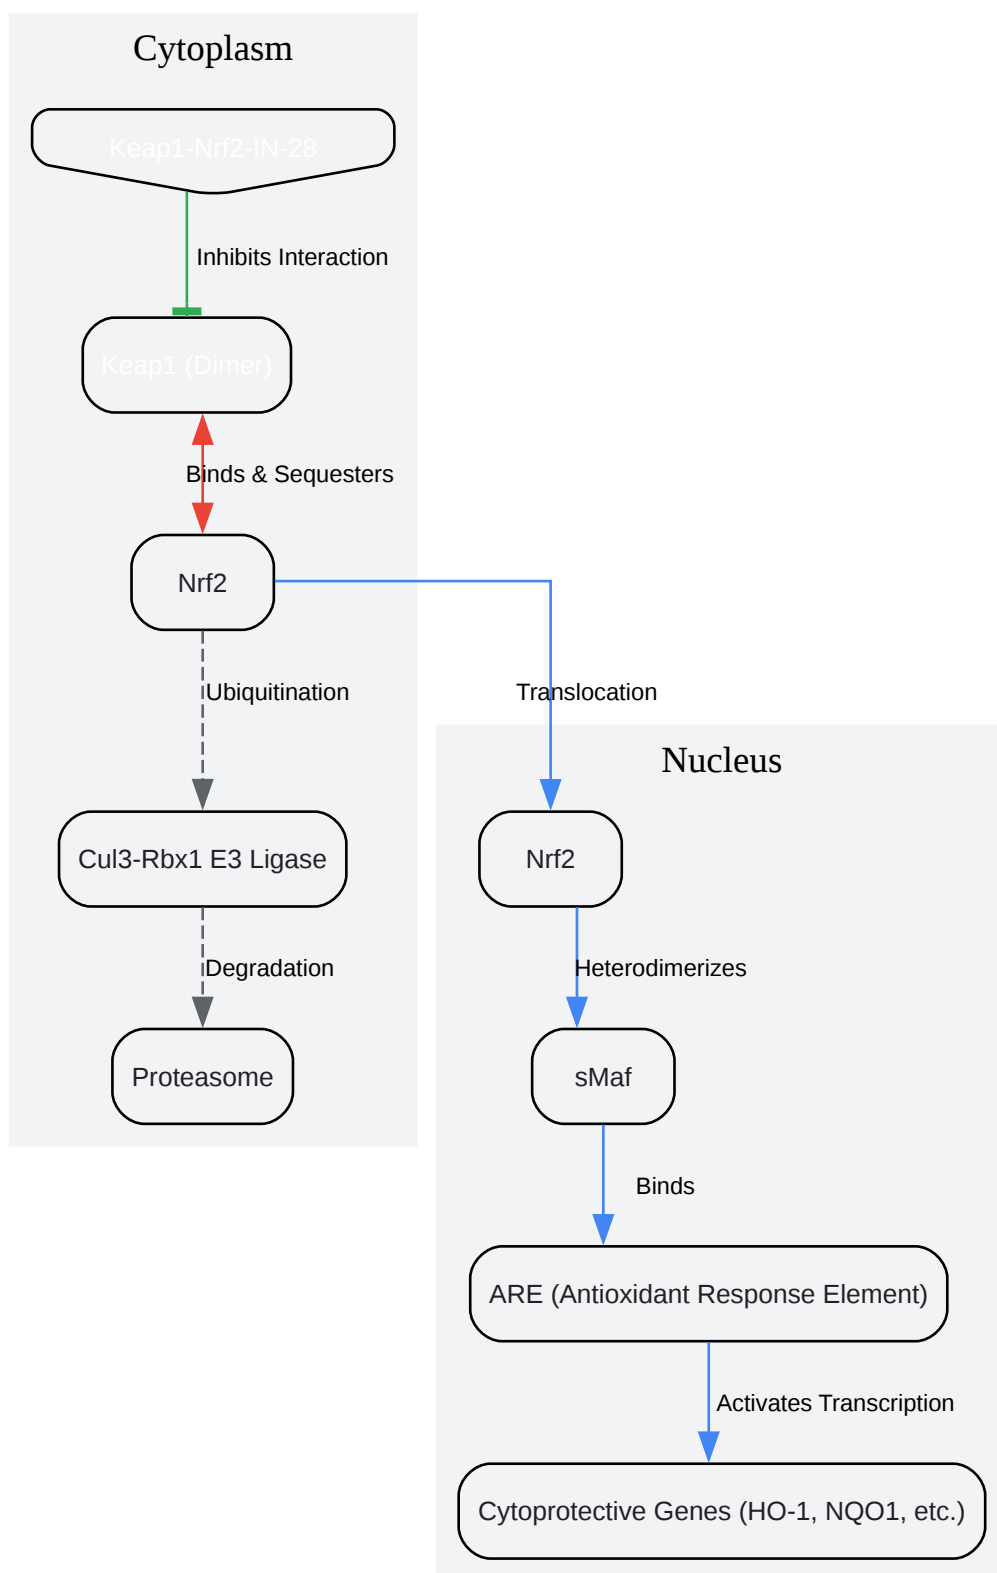 Cytoplasm
Keap1-Nrf2-IN-28
Inhibits Interaction
Keap1 (Dimer)
Binds & Sequesters
Nrf2
Ubiquitination
Translocation
Nucleus
Cul3-Rbx1 E3 Ligase
Nrf2
Degradation
Heterodimerizes
Proteasome
sMaf
Binds
ARE (Antioxidant Response Element)
Activates Transcription
Cytoprotective Genes (HO-1, NQO1, etc.)